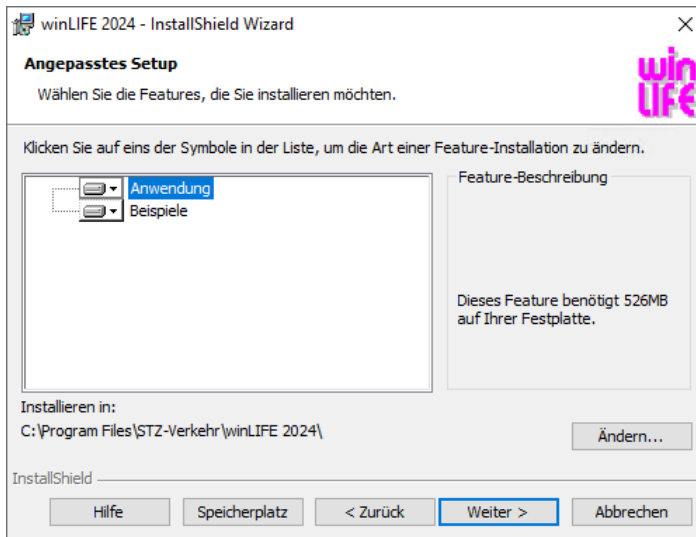 winLIFE 2024 - InstallShield Wizard
Angepasstes Setup
Wählen Sie die Features, die Sie installieren möchten.
win
LIFE
Klicken Sie auf eins der Symbole in der Liste, um die Art einer Feature-Installation zu ändern.
Anwendung
Beispiele
Feature-Beschreibung
Dieses Feature benötigt 526MB
auf Ihrer Festplatte.
Installieren in:
C:\Program Files\STZ-Verkehr\winLIFE 2024\
Ändern...
InstallShield
Hilfe
Speicherplatz
< Zurück
Weiter >
Abbrechen